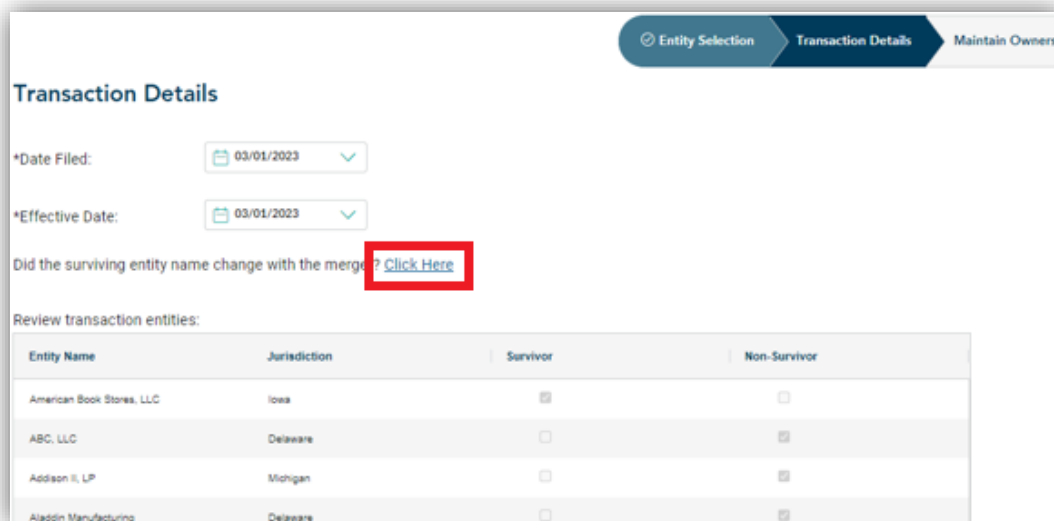 Entity Selection Transaction Details Maintain Owners
Transaction Details
*Date Filed: 03/01/2023
*Effective Date: 03/01/2023
Did the surviving entity name change with the merge ? Click Here
Review transaction entities:
Entity Name Jurisdiction Survivor Non-Survivor
American Book Stores, LLC Iowa
ABC, LLC Delaware
Addison II, LP Michigan
Aladdin Manufacturing Delaware